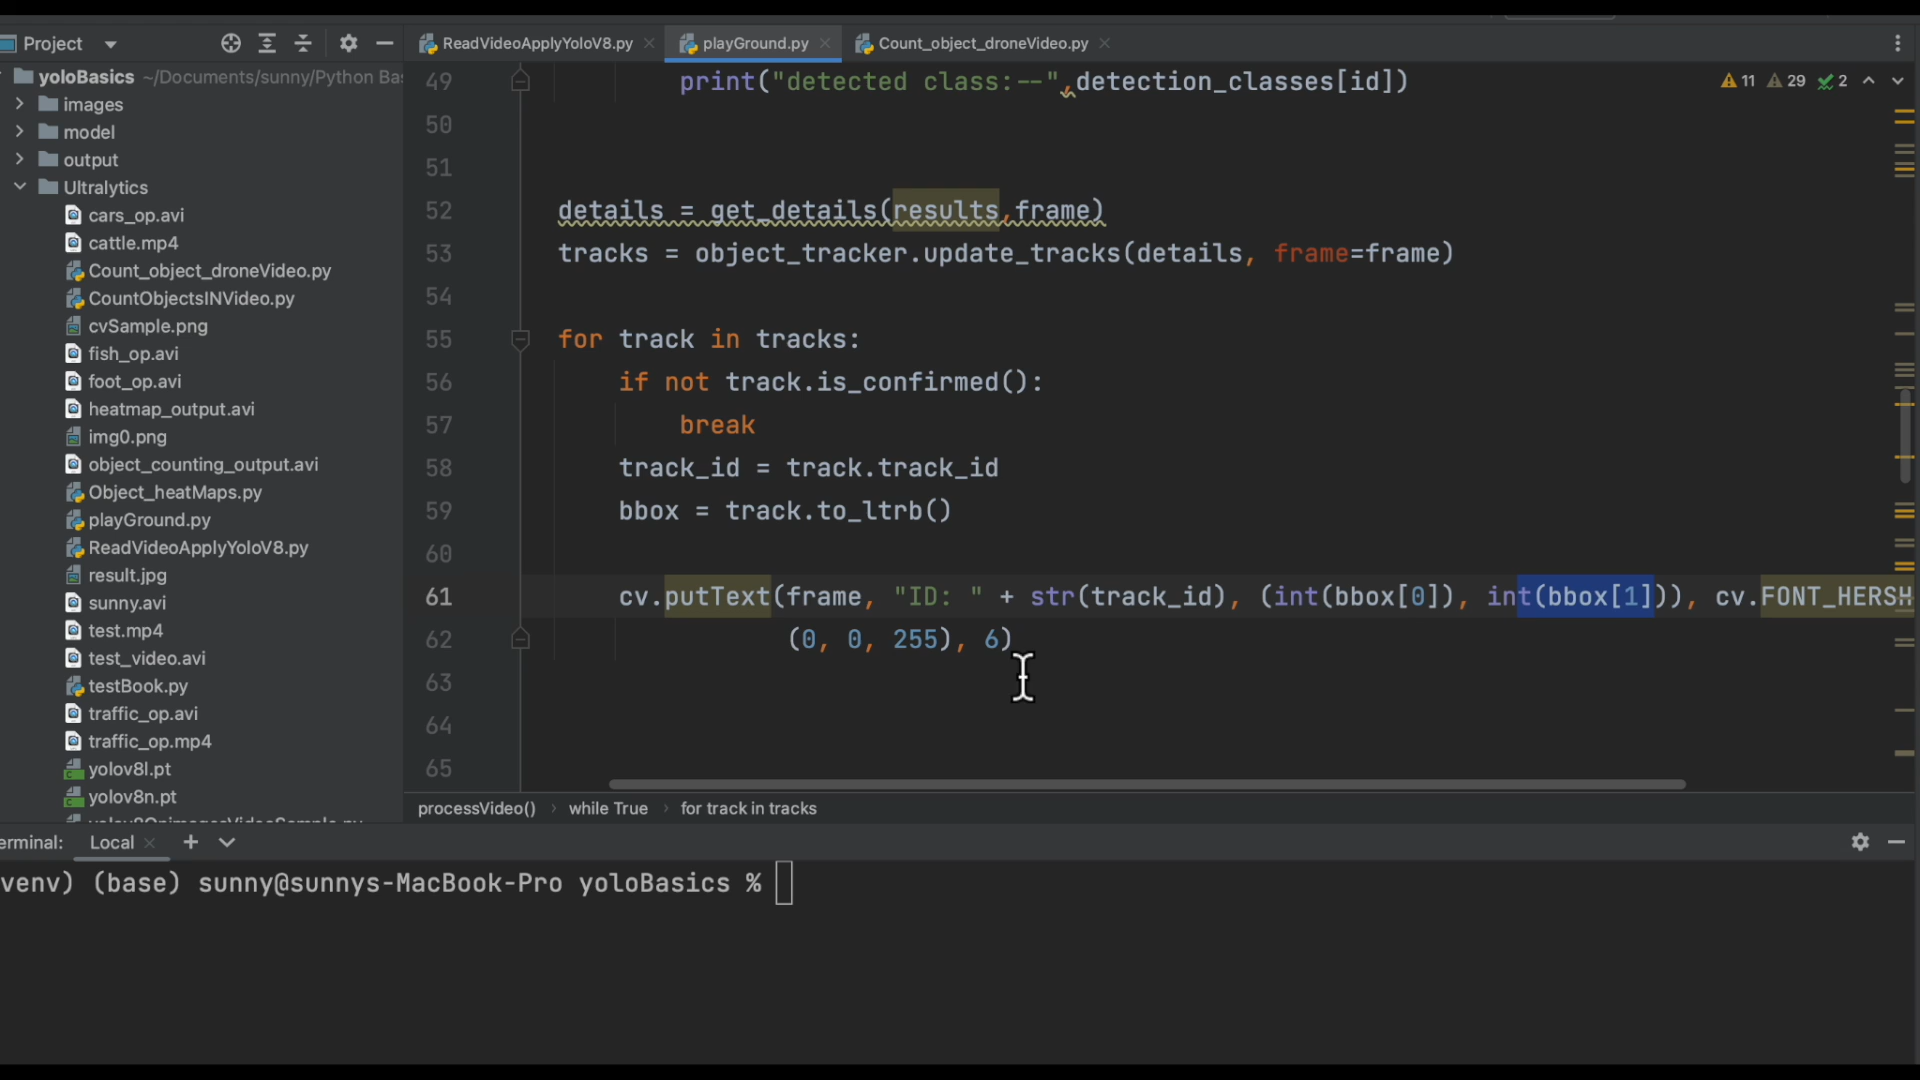 Project
ReadVideoApplyYoloV8.py
playGround.py
Count_object_droneVideo.py
yoloBasics ~/Documents/sunny/Python Ba
images
model
output
Ultralytics
cars_op.avi
cattle.mp4
Count_object_droneVideo.py
CountObjectsINVideo.py
cvSample.png
fish_op.avi
foot_op.avi
heatmap_output.avi
img0.png
object_counting_output.avi
Object_heatMaps.py
playGround.py
ReadVideoApplyYoloV8.py
result.jpg
sunny.avi
test.mp4
test_video.avi
testBook.py
traffic_op.avi
traffic_op.mp4
yolov8l.pt
yolov8n.pt
49 print("detected class:--",detection_classes[id])
11 29 2
50
51
52 details = get_details(results,frame)
53 tracks = object_tracker.update_tracks(details, frame=frame)
54
55 for track in tracks:
56 if not track.is_confirmed():
57 break
58 track_id = track.track_id
59 bbox = track.to_ltrb()
60
61 cv.putText(frame, "ID: " + str(track_id), (int(bbox[0]), int(bbox[1])), cv.FONT_HERSH
62 (0, 0, 255), 6)
63
64
65
processVideo() › while True › for track in tracks
erminal: Local
venv) (base) sunny@sunnys-MacBook-Pro yoloBasics %